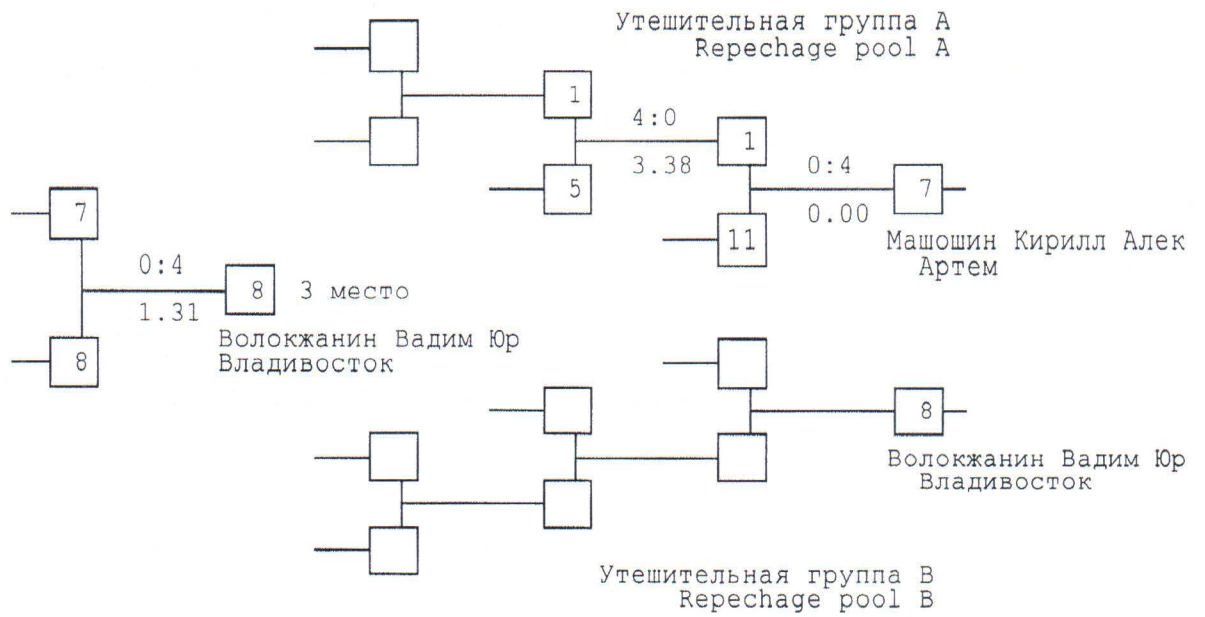 Утешительная группа А
Repechage pool A
1
4:0
3.38
5
1
0:4
0.00
7
11
Машошин Кирилл Алек
Артем
7
0:4
1.31
8
3 место
8
Волокжанин Вадим Юр
Владивосток
8
Волокжанин Вадим Юр
Владивосток
Утешительная группа В
Repechage pool B